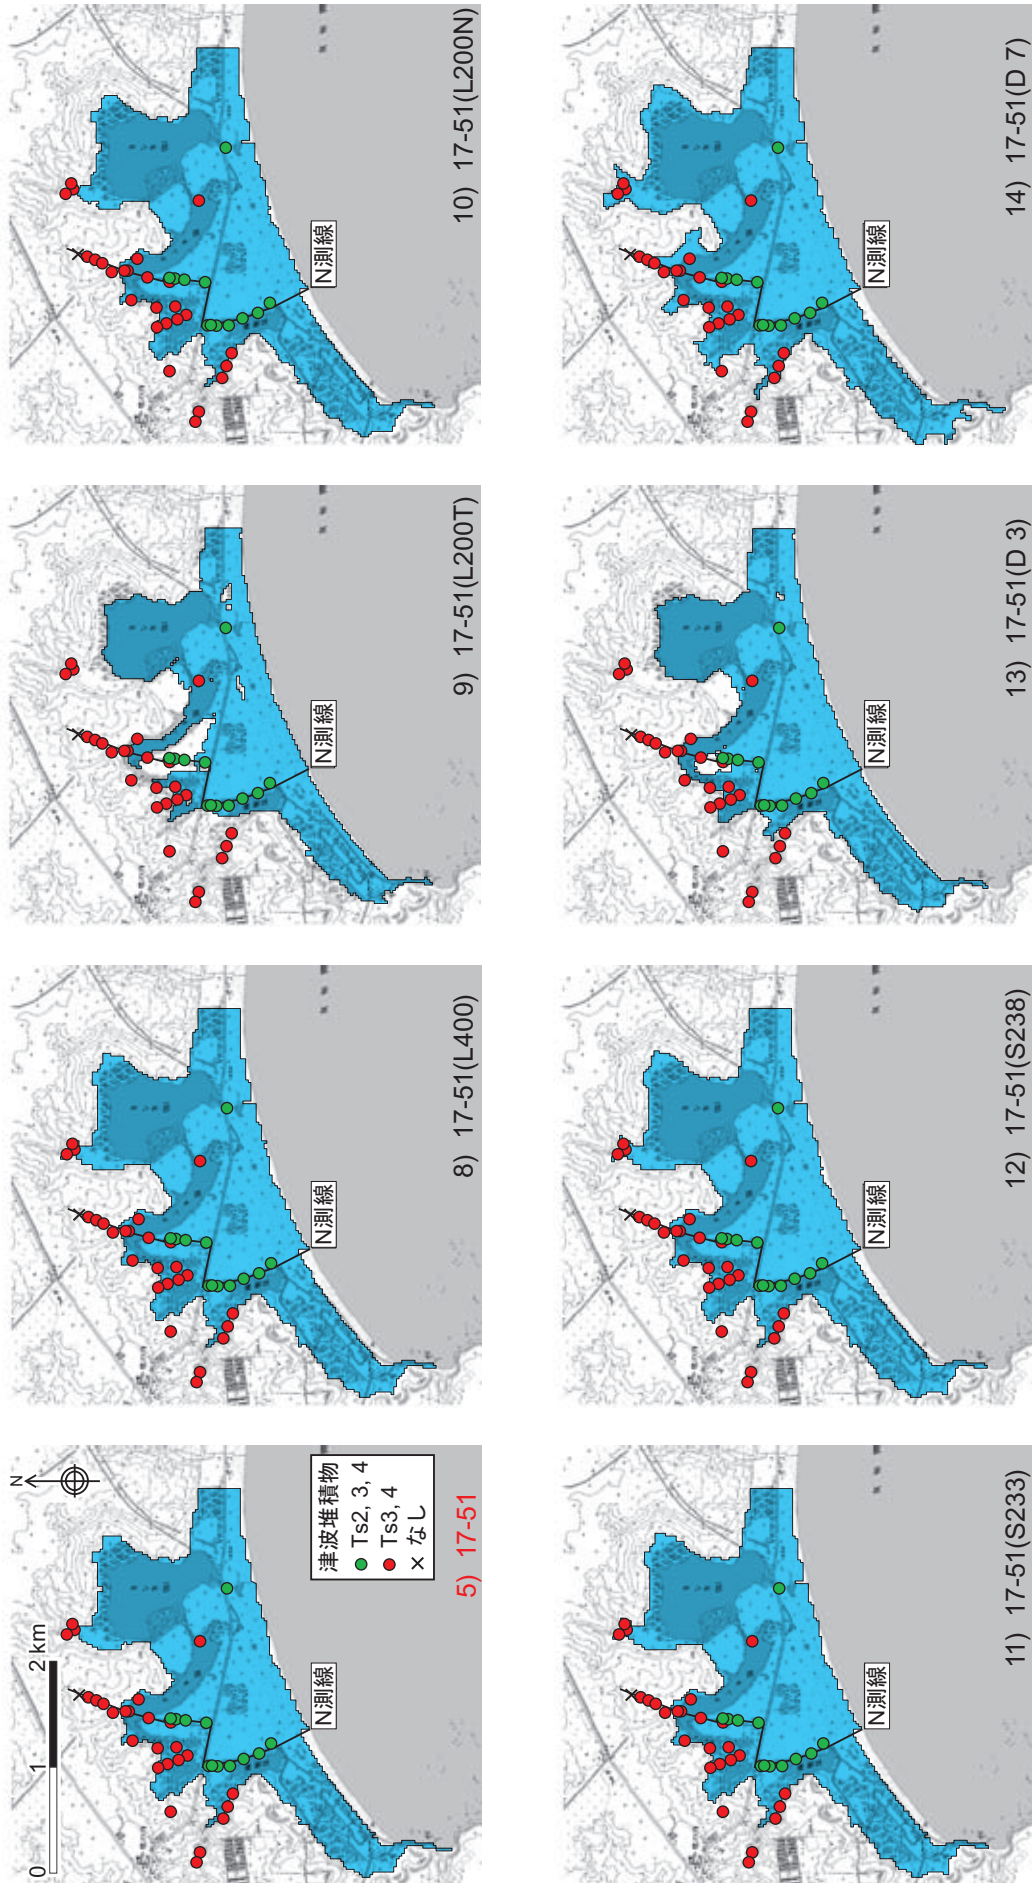 0 1 2 km
N
津波堆積物
Ts2, 3, 4
Ts3, 4
× なし
N測線
5) 17-51
N測線
8) 17-51(L400)
N測線
9) 17-51(L200T)
N測線
10) 17-51(L200N)
N測線
11) 17-51(S233)
N測線
12) 17-51(S238)
N測線
13) 17-51(D 3)
N測線
14) 17-51(D 7)